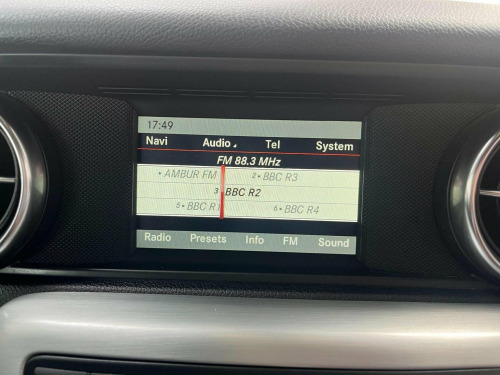 17:49
Navi Audio Tel System
FM 88.3 MHz
• AMBUR FM 2• BBC R3
3 BBC R2
5• BBC R1 6• BBC R4
Radio Presets Info FM Sound